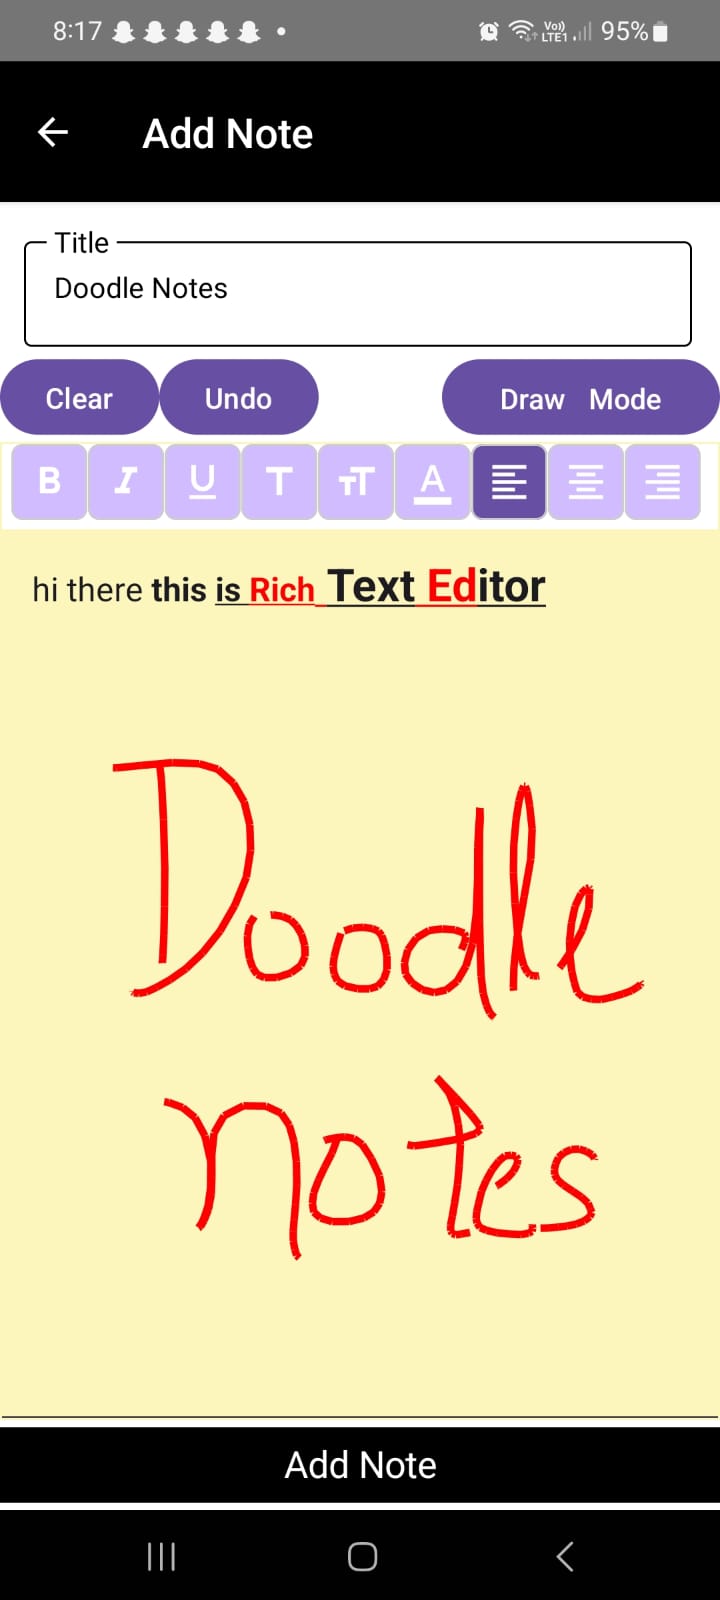 8:17 Vo)) LTE1 95%
Add Note
Title
Doodle Notes
Clear Undo Draw Mode
B I U T TT A
hi there this is Rich Text Editor
Doodle
notes
Add Note